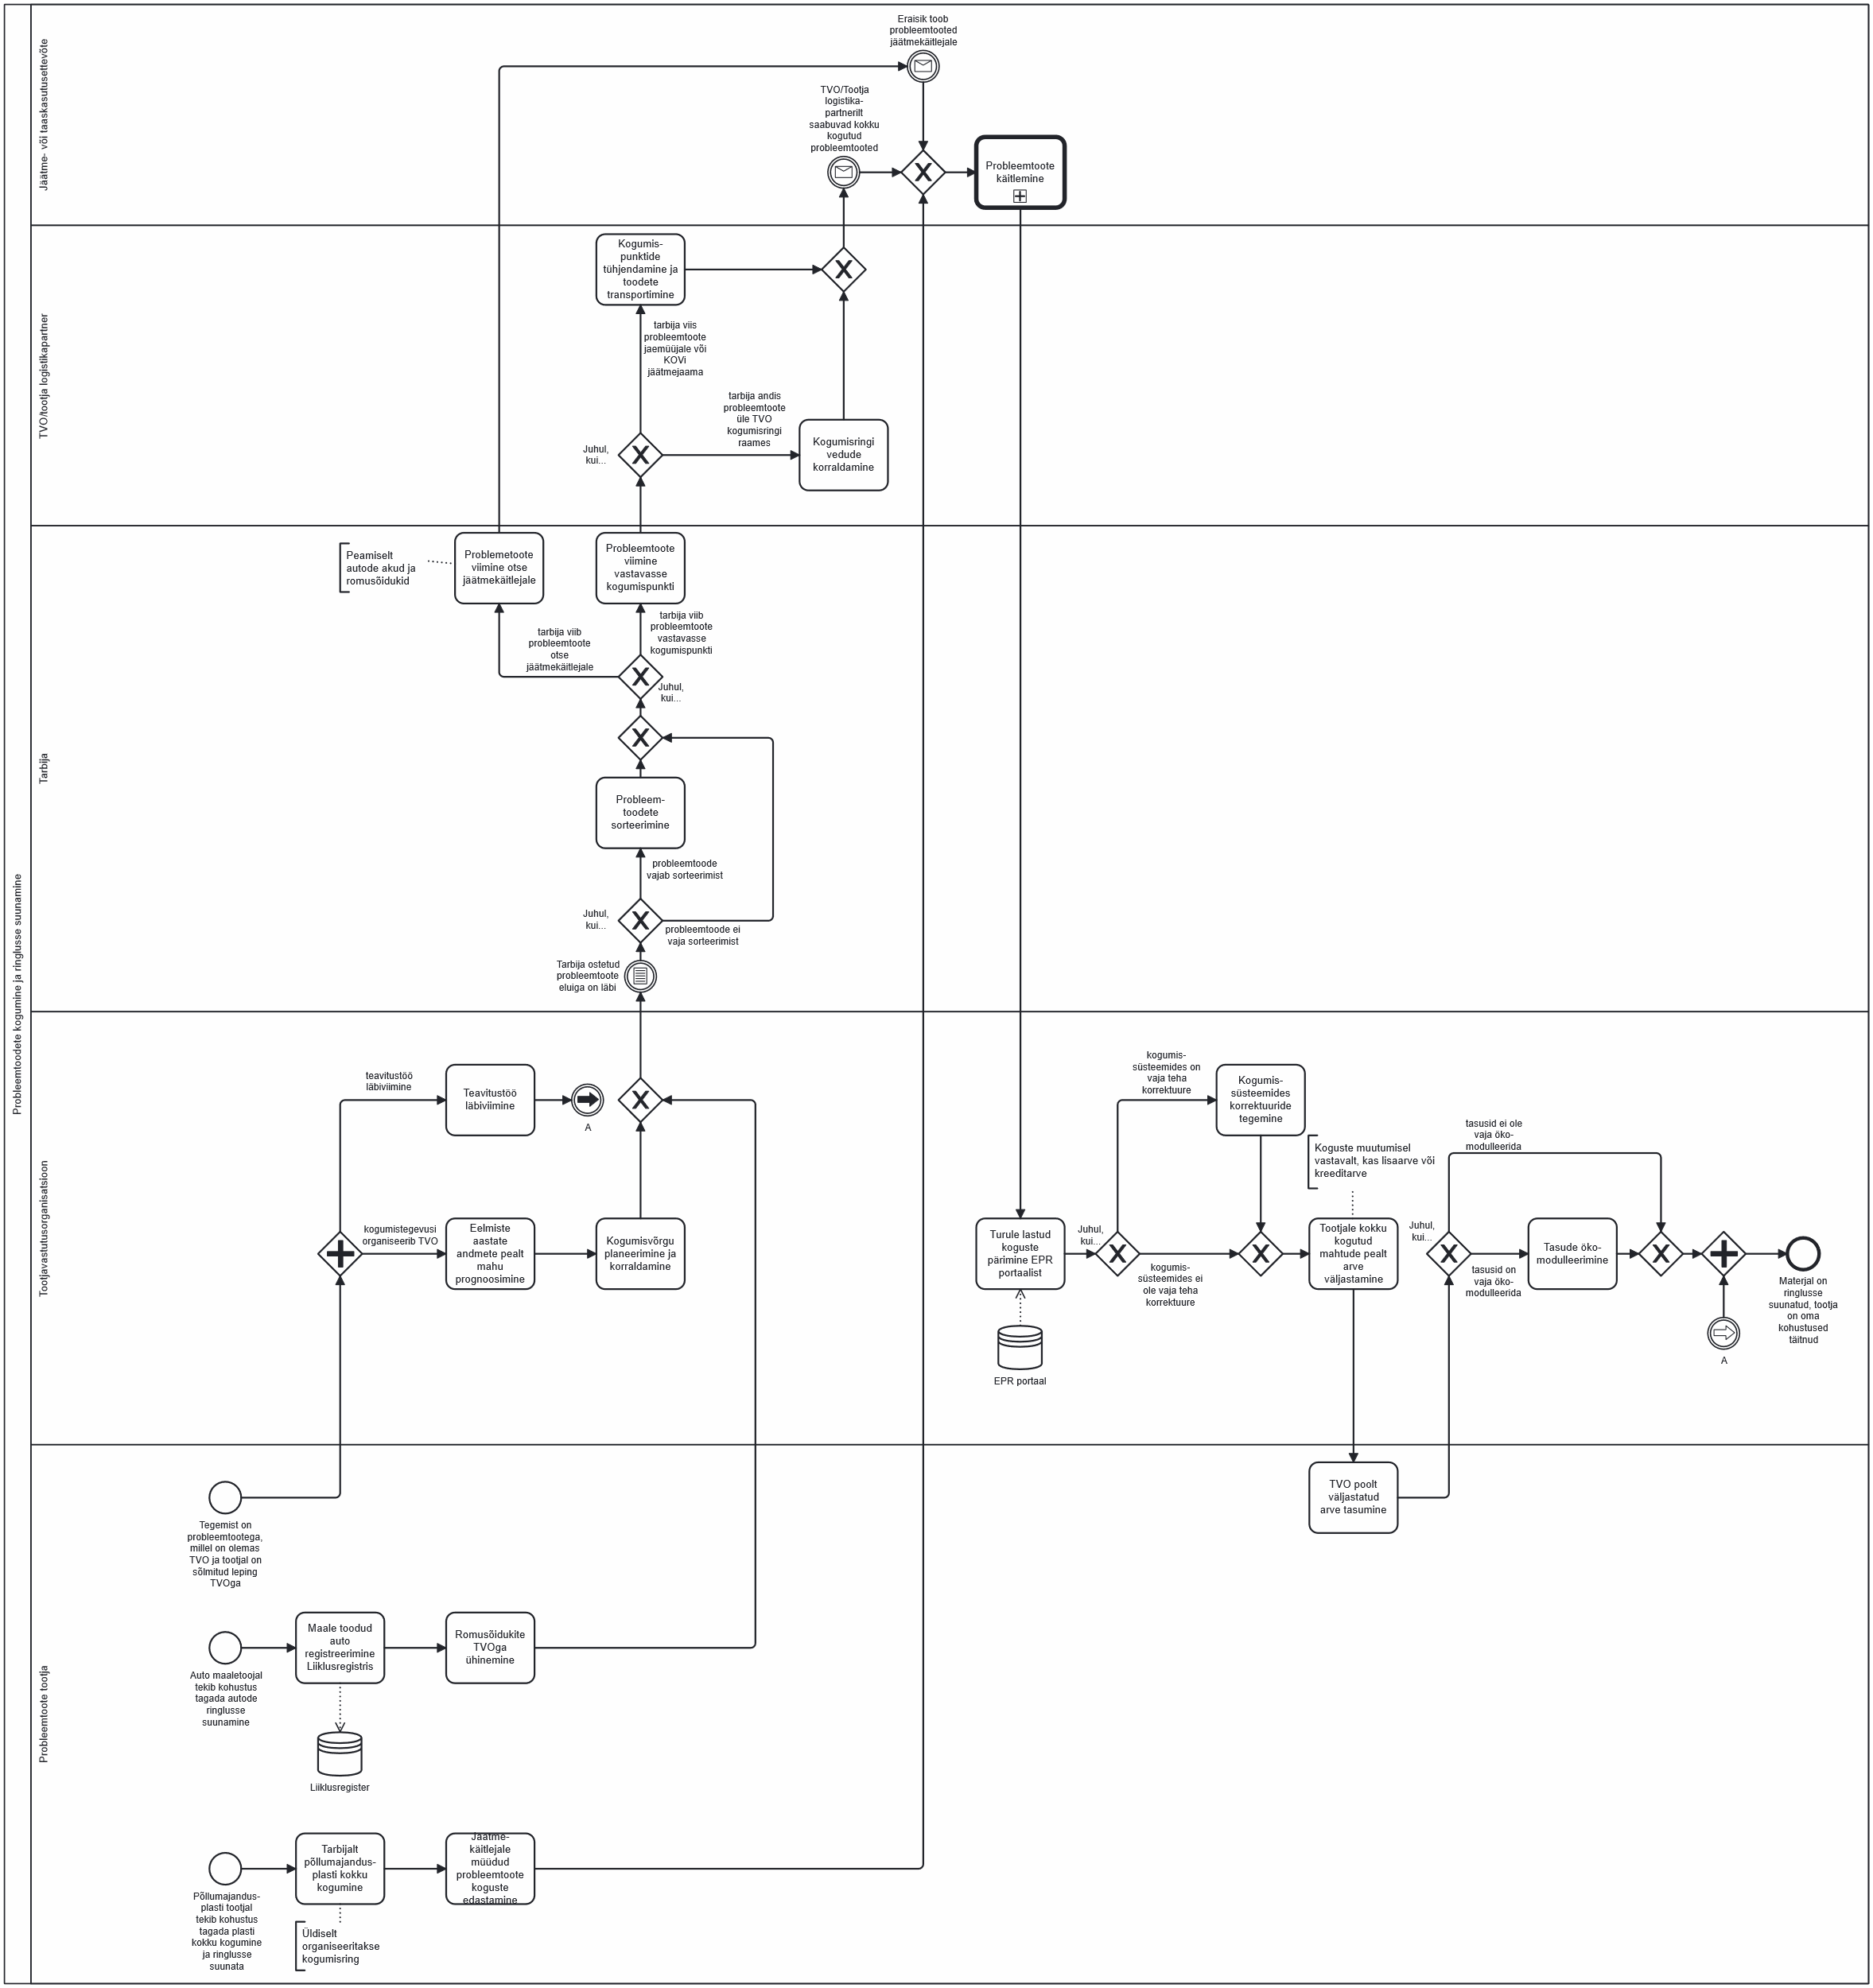 Probleemtoodete kogumine ja ringlusse suunamine
Jäätme- või taaskasutusettevõte
Eraisik toob
probleemtooted
jäätmekäitlejale
TVO/Tootja
logistika-
partnerilt
saabuvad kokku
kogutud
probleemtooted
Probleemtoote
käitlemine
TVO/tootja logistikapartner
Kogumis-
punktide
tühjendamine ja
toodete
transportimine
tarbija viis
probleemtoote
jaemüüjale või
KOVi
jäätmejaama
tarbija andis
probleemtoote
üle TVO
kogumisringi
raames
Juhul,
kui...
Kogumisringi
vedude
korraldamine
Tarbija
Peamiselt
autode akud ja
romusõidukid
Problemetoote
viimine otse
jäätmekäitlejale
Probleemtoote
viimine
vastavasse
kogumispunkti
tarbija viib
probleemtoote
otse
jäätmekäitlejale
tarbija viib
probleemtoote
vastavasse
kogumispunkti
Juhul,
kui...
Probleem-
toodete
sorteerimine
probleemtoode
vajab sorteerimist
Juhul,
kui...
probleemtoode ei
vaja sorteerimist
Tarbija ostetud
probleemtoote
eluiga on läbi
Tootjavastutusorganisatsioon
teavitustöö
läbiviimine
Teavitustöö
läbiviimine
A
kogumistegevusi
organiseerib TVO
Eelmiste
aastate
andmete pealt
mahu
prognoosimine
Kogumisvõrgu
planeerimine ja
korraldamine
Turule lastud
koguste
pärimine EPR
portaalist
EPR portaal
Juhul,
kui...
kogumis-
süsteemides on
vaja teha
korrektuure
kogumis-
süsteemides ei
ole vaja teha
korrektuure
Kogumis-
süsteemides
korrektuuride
tegemine
Koguste muutumisel
vastavalt, kas lisaarve või
kreeditarve
Tootjale kokku
kogutud
mahtude pealt
arve
väljastamine
Juhul,
kui...
tasusid ei ole
vaja öko-
modulleerida
tasusid on
vaja öko-
modulleerida
Tasude öko-
modulleerimine
A
Materjal on
ringlusse
suunatud, tootja
on oma
kohustused
täitnud
Probleemtoote tootja
TVO poolt
väljastatud
arve tasumine
Tegemist on
probleemtootega,
millel on olemas
TVO ja tootjal on
sõlmitud leping
TVOga
Auto maaletoojal
tekib kohustus
tagada autode
ringlusse
suunamine
Maale toodud
auto
registreerimine
Liiklusregistris
Romusõidukite
TVOga
ühinemine
Liiklusregister
Põllumajandus-
plasti tootjal
tekib kohustus
tagada plasti
kokku kogumine
ja ringlusse
suunata
Tarbijalt
põllumajandus-
plasti kokku
kogumine
Jäätme-
käitlejale
müüdud
probleemtoote
koguste
edastamine
Üldiselt
organiseeritakse
kogumisring